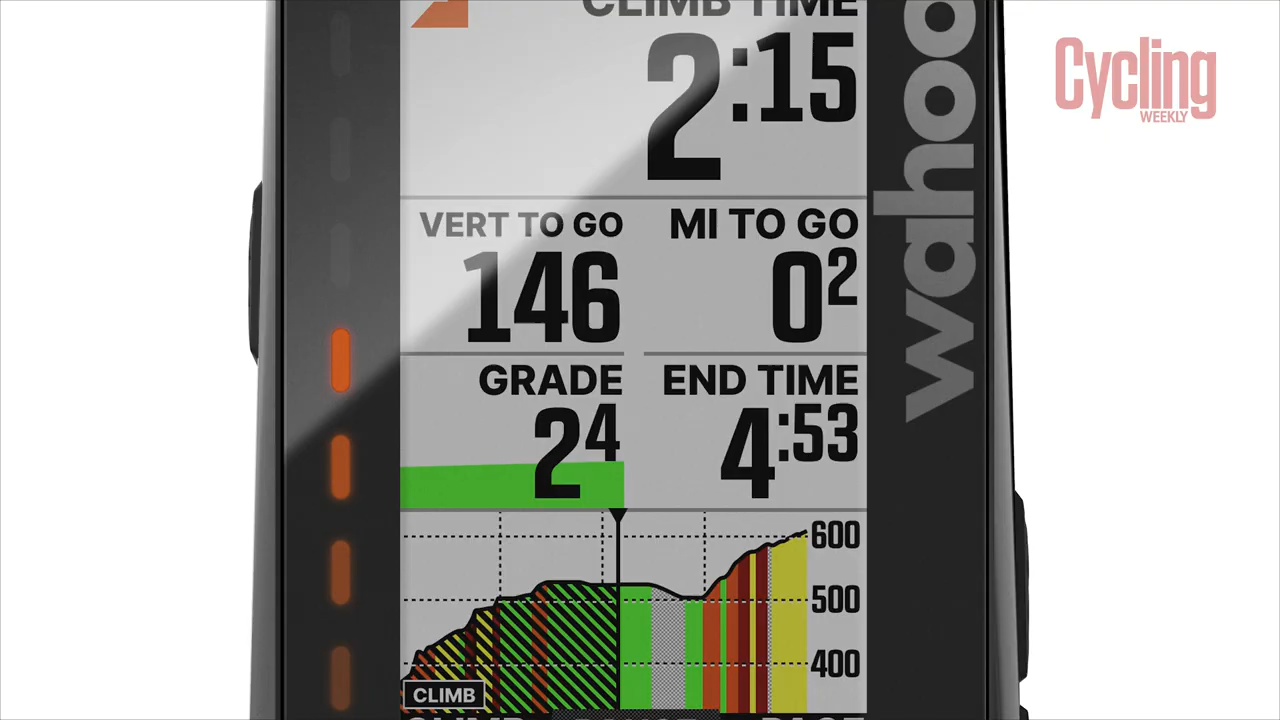 CLIMB TIME
2:15
Cycling
WEEKLY
wahoo
VERT TO GO
146
MI TO GO
0²
GRADE
2⁴
END TIME
4:53
600
500
400
CLIMB